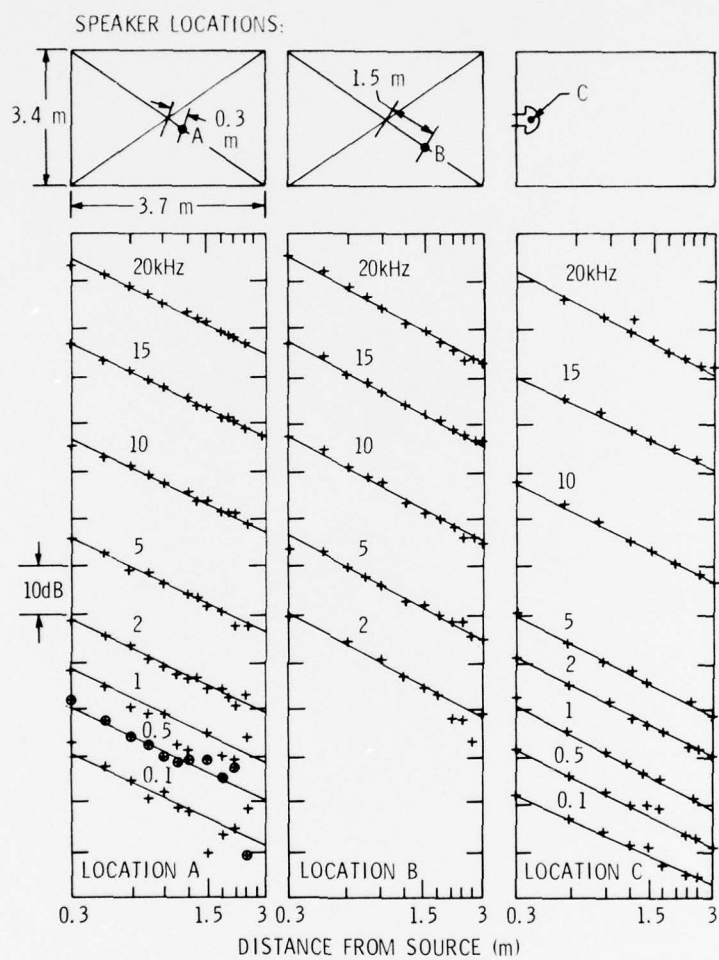 SPEAKER LOCATIONS:
3.4 m
0.3
m
A
3.7 m
1.5 m
B
C
20kHz
15
10
5
2
1
0.5
0.1
10dB
LOCATION A
0.3
1.5
3
20kHz
15
10
5
2
LOCATION B
0.3
1.5
3
20kHz
15
10
5
2
1
0.5
0.1
LOCATION C
0.3
1.5
3
DISTANCE FROM SOURCE (m)